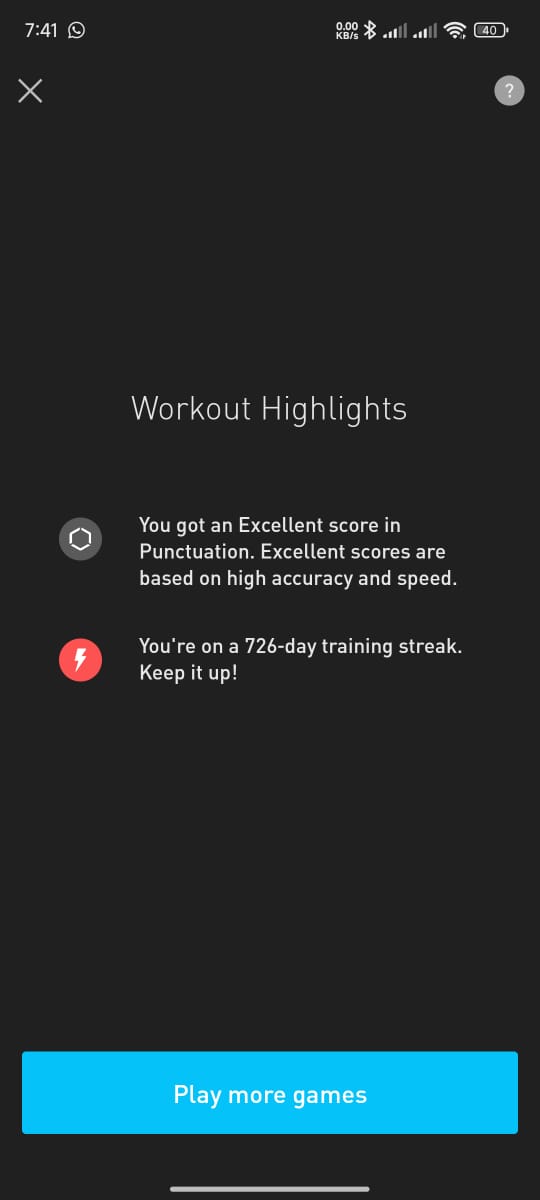 7:41
0.00
KB/s
40
?
Workout Highlights
You got an Excellent score in
Punctuation. Excellent scores are
based on high accuracy and speed.
You're on a 726-day training streak.
Keep it up!
Play more games